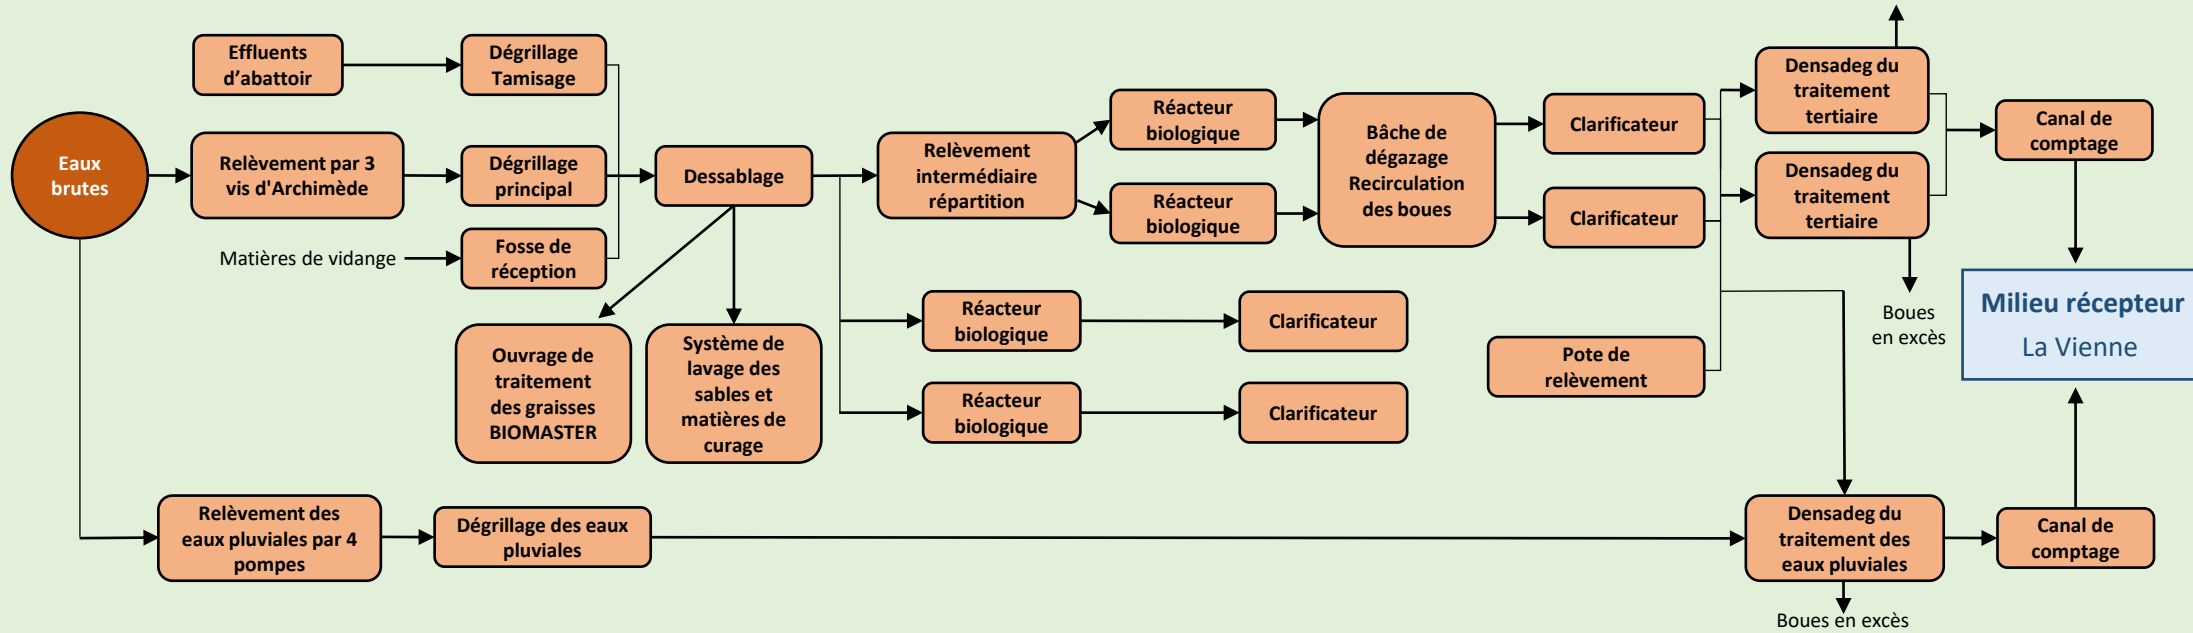 Effluents
d'abattoir
Dégrillage
Tamisage
Eaux
brutes
Relèvement par 3
vis d'Archimède
Dégrillage
principal
Matières de vidange
Fosse de
réception
Dessablage
Ouvrage de
traitement
des graisses
BIOMASTER
Système de
lavage des
sables et
matières de
curage
Relèvement
intermédiaire
répartition
Réacteur
biologique
Réacteur
biologique
Bâche de
dégazage
Recirculation
des boues
Clarificateur
Clarificateur
Réacteur
biologique
Clarificateur
Réacteur
biologique
Clarificateur
Pote de
relèvement
Densadeg du
traitement
tertiaire
Densadeg du
traitement
tertiaire
Canal de
comptage
Boues
en excès
Milieu récepteur
La Vienne
Relèvement des
eaux pluviales par 4
pompes
Dégrillage des eaux
pluviales
Densadeg du
traitement des
eaux pluviales
Canal de
comptage
Boues en excès